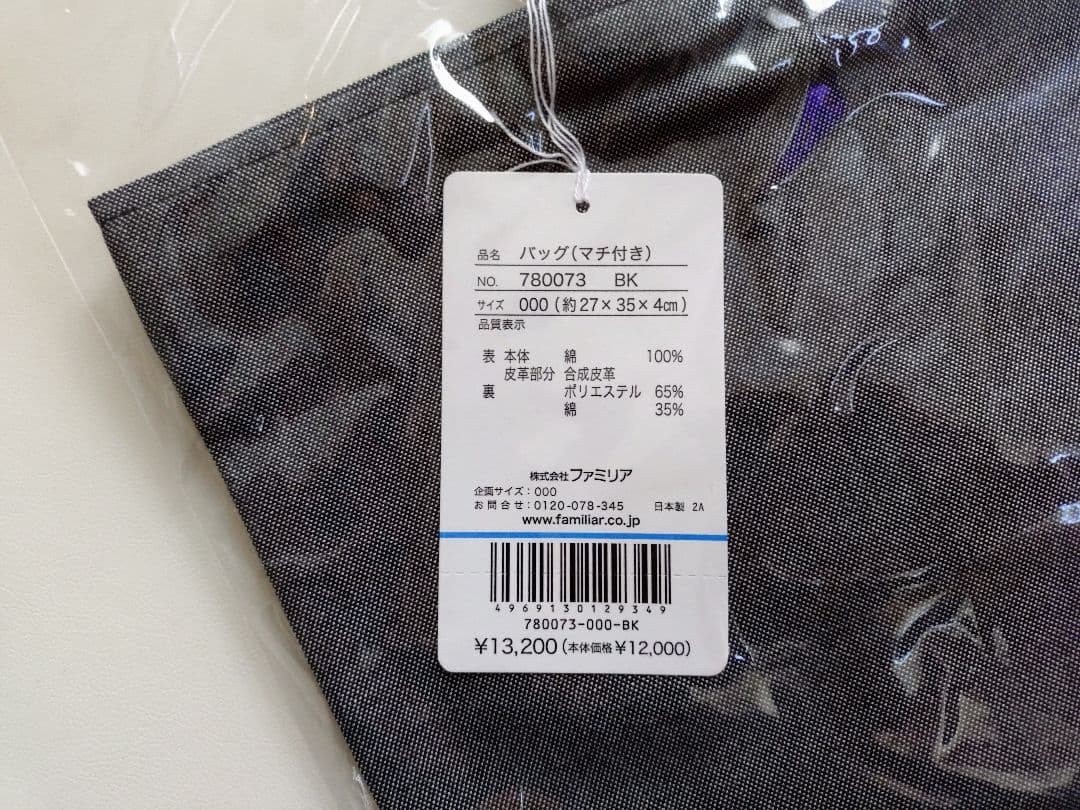 品名 バッグ(マチ付き)
NO. 780073 BK
サイズ 000 (約27×35×4㎝)
品質表示
表 本体 綿 100%
皮革部分 合成皮革
裏 ポリエステル 65%
綿 35%
株式会社ファミリア
企画サイズ：000
お問合せ：0120-078-345 日本製 2A
www.familiar.co.jp
4969130129349
780073-000-BK
¥13,200(本体価格¥12,000)